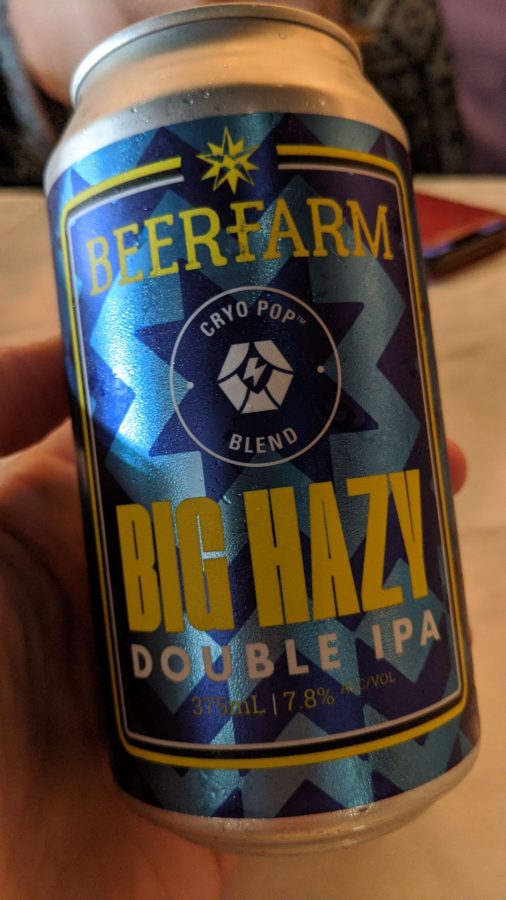 BEERFARM
CRYO POP™
BLEND
BIG HAZY
DOUBLE IPA
375mL | 7.8% ALC/VOL